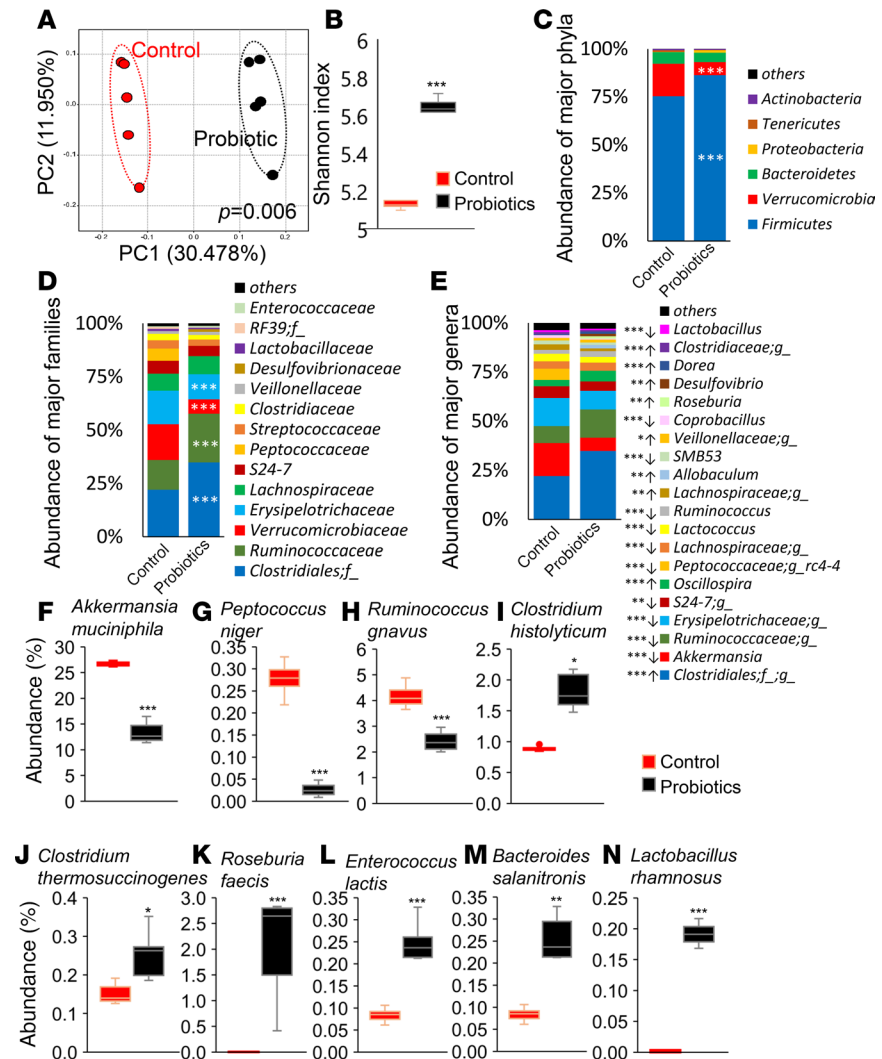 A
Control
Probiotic
p=0.006
PC2 (11.950%)
0.1
0.0
-0.1
-0.2
-0.2
-0.1
0.0
0.1
0.2
PC1 (30.478%)
B
Shannon index
6
5.8
5.6
5.4
5.2
5
***
Control
Probiotics
C
Abundance of major phyla
100%
75%
50%
25%
0%
***
***
Control
Probiotics
others
Actinobacteria
Tenericutes
Proteobacteria
Bacteroidetes
Verrucomicrobia
Firmicutes
D
Abundance of major families
100%
75%
50%
25%
0%
***
***
***
***
Control
Probiotics
others
Enterococcaceae
RF39;f_
Lactobacillaceae
Desulfovibrionaceae
Veillonellaceae
Clostridiaceae
Streptococcaceae
Peptococcaceae
S24-7
Lachnospiraceae
Erysipelotrichaceae
Verrucomicrobiaceae
Ruminococcaceae
Clostridiales;f_
E
Abundance of major genera
100%
75%
50%
25%
0%
Control
Probiotics
others
***↓ Lactobacillus
***↑ Clostridiaceae;g_
***↑ Dorea
**↑ Desulfovibrio
**↑ Roseburia
***↓ Coprobacillus
*↑ Veillonellaceae;g_
***↓ SMB53
**↑ Allobaculum
**↑ Lachnospiraceae;g_
***↓ Ruminococcus
***↓ Lactococcus
***↓ Lachnospiraceae;g_
***↓ Peptococcaceae;g_rc4-4
***↑ Oscillospira
**↓ S24-7;g_
***↓ Erysipelotrichaceae;g_
***↑ Ruminococcaceae;g_
***↓ Akkermansia
***↑ Clostridiales;f_;g_
F
Akkermansia
muciniphila
Abundance (%)
30
25
20
15
10
5
0
***
G
Peptococcus
niger
0.35
0.30
0.25
0.20
0.15
0.10
0.05
0.00
***
H
Ruminococcus
gnavus
6
5
4
3
2
1
0
***
I
Clostridium
histolyticum
2.5
2.0
1.5
1.0
0.5
0.0
*
Control
Probiotics
J
Clostridium
thermosuccinogenes
Abundance (%)
0.4
0.3
0.2
0.1
0.0
*
K
Roseburia
faecis
3.0
2.5
2.0
1.5
1.0
0.5
0.0
***
L
Enterococcus
lactis
0.35
0.30
0.25
0.20
0.15
0.10
0.05
0.00
***
M
Bacteroides
salanitronis
0.35
0.30
0.25
0.20
0.15
0.10
0.05
0.00
**
N
Lactobacillus
rhamnosus
0.25
0.20
0.15
0.10
0.05
0.00
***